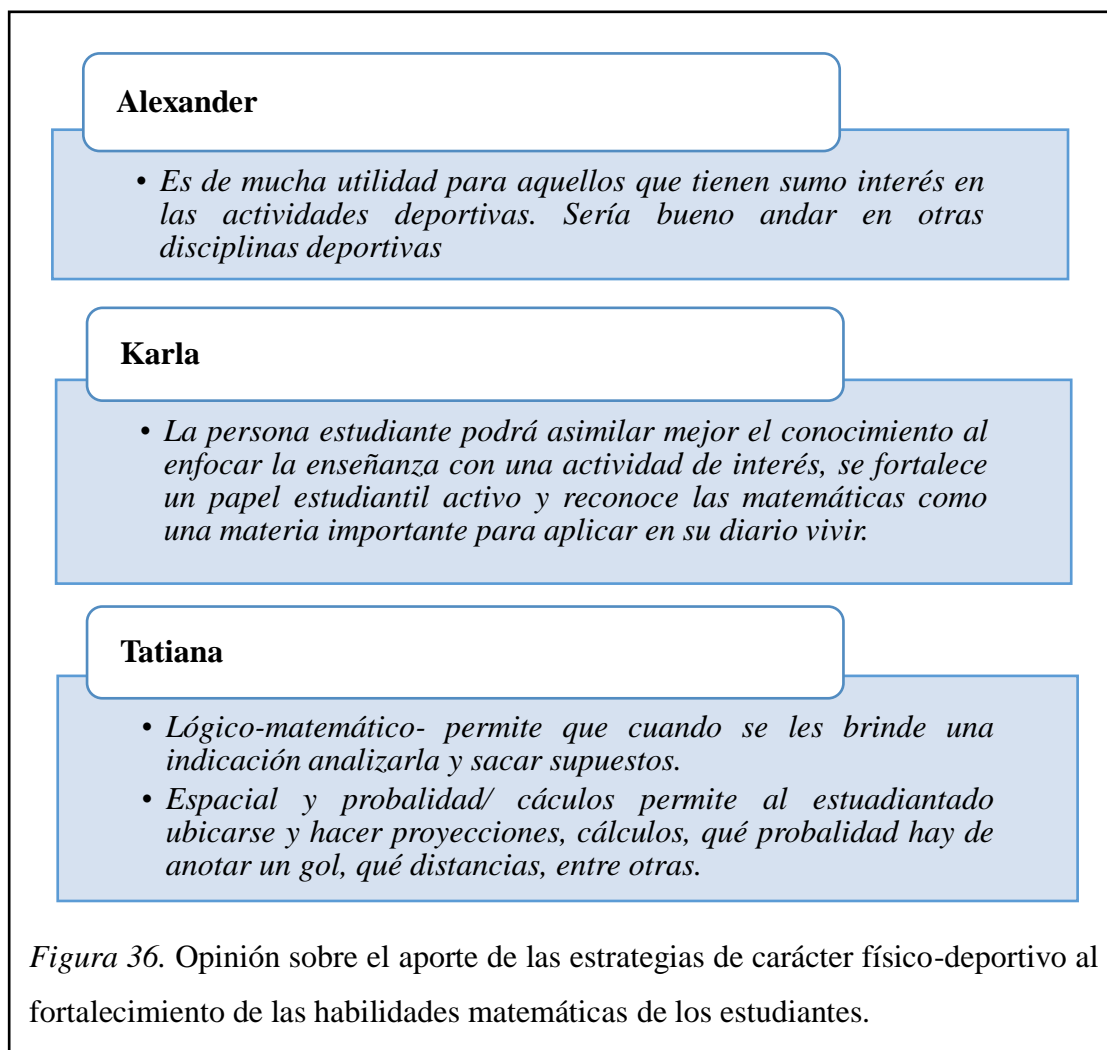 Alexander
• Es de mucha utilidad para aquellos que tienen sumo interés en
las actividades deportivas. Sería bueno andar en otras
disciplinas deportivas
Karla
• La persona estudiante podrá asimilar mejor el conocimiento al
enfocar la enseñanza con una actividad de interés, se fortalece
un papel estudiantil activo y reconoce las matemáticas como
una materia importante para aplicar en su diario vivir.
Tatiana
• Lógico-matemático- permite que cuando se les brinde una
indicación analizarla y sacar supuestos.
• Espacial y probalidad/ cáculos permite al estuadiantado
ubicarse y hacer proyecciones, cálculos, qué probalidad hay de
anotar un gol, qué distancias, entre otras.
Figura 36. Opinión sobre el aporte de las estrategias de carácter físico-deportivo al
fortalecimiento de las habilidades matemáticas de los estudiantes.